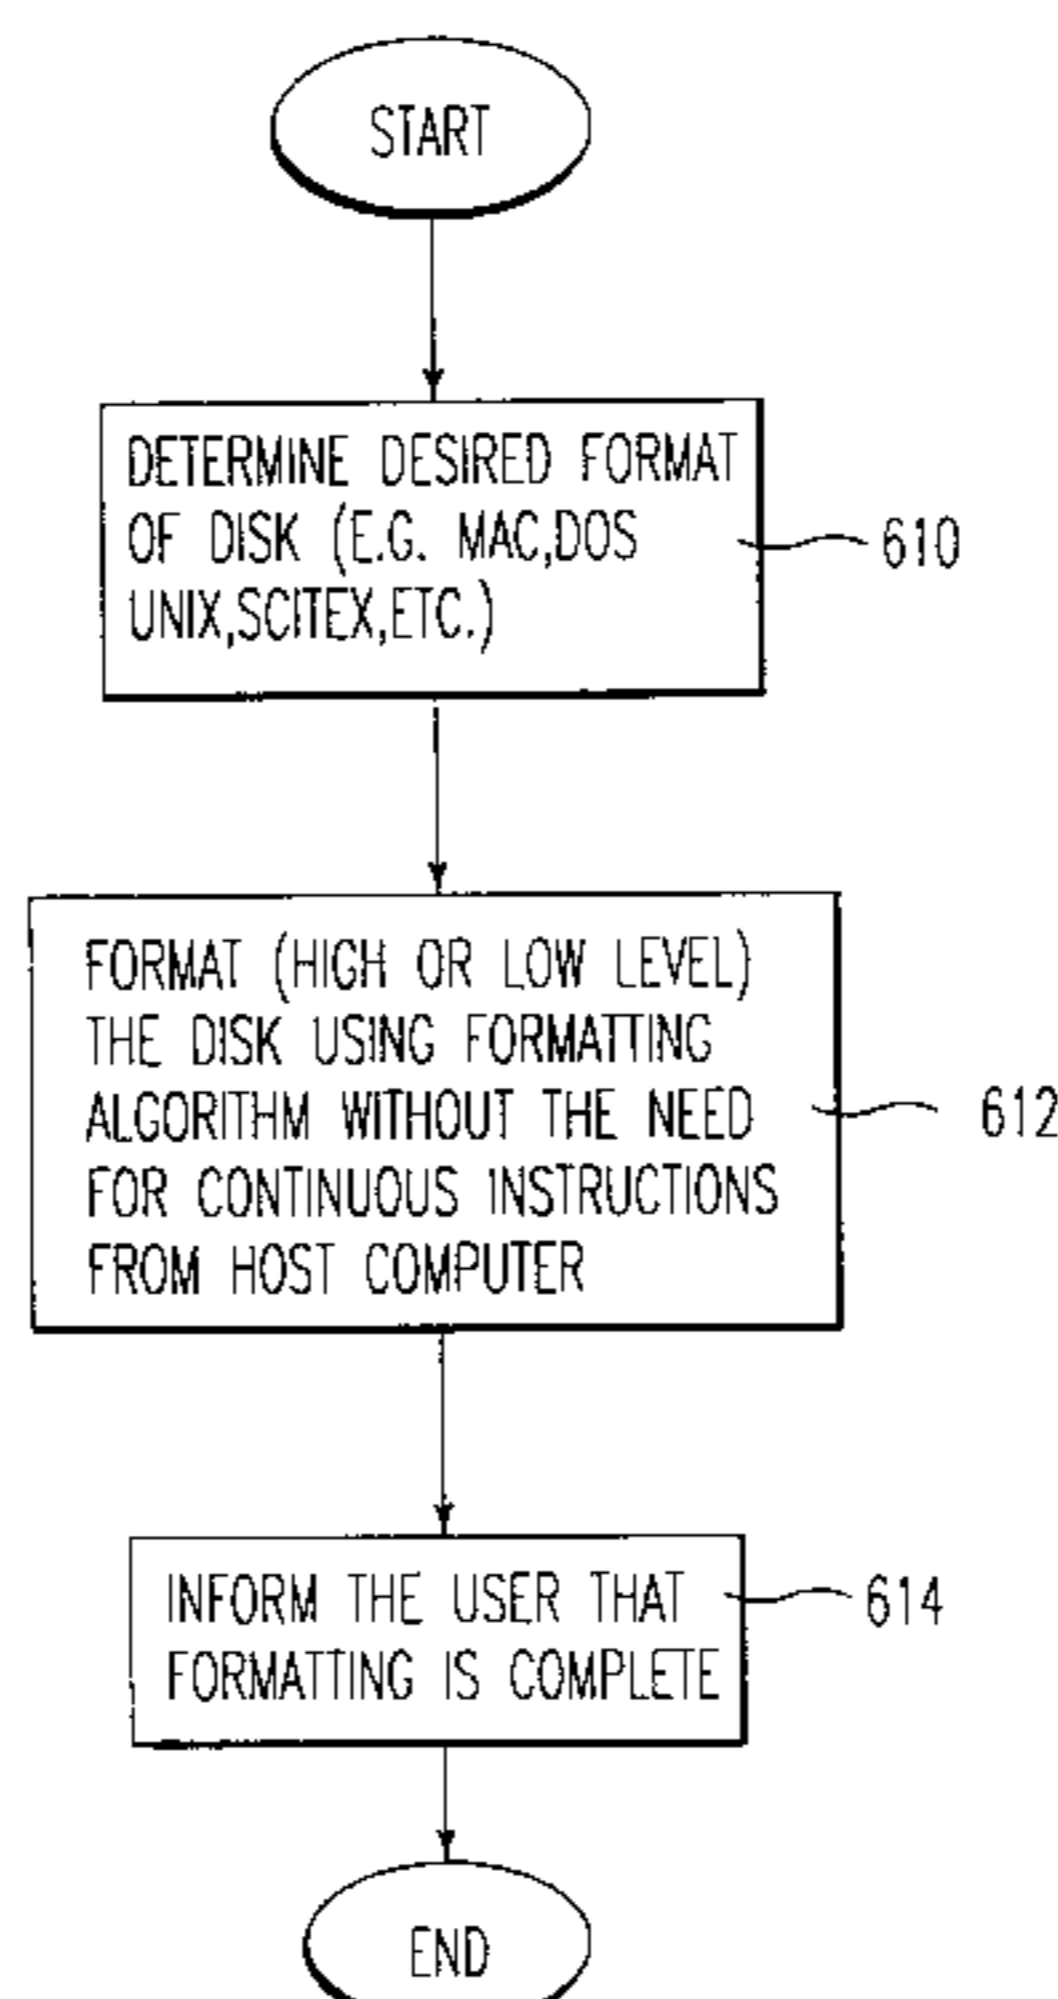 START
DETERMINE DESIRED FORMAT
OF DISK (E.G. MAC,DOS
UNIX,SCITEX,ETC.)
610
FORMAT (HIGH OR LOW LEVEL)
THE DISK USING FORMATTING
ALGORITHM WITHOUT THE NEED
FOR CONTINUOUS INSTRUCTIONS
FROM HOST COMPUTER
612
INFORM THE USER THAT
FORMATTING IS COMPLETE
614
END